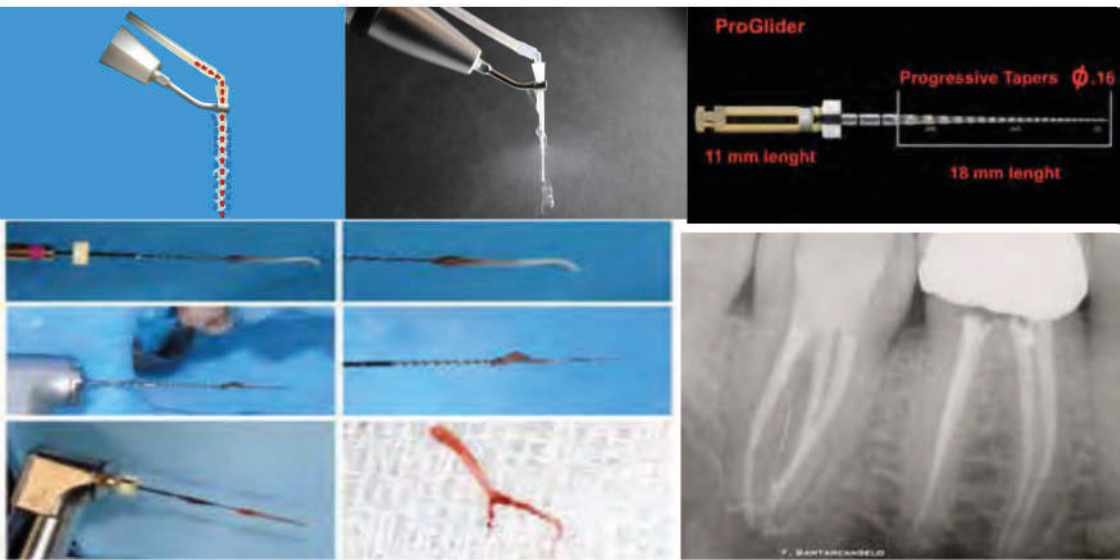 ProGlider
Progressive Tapers Ф .16
11 mm lenght
18 mm lenght
F. SANTARCANGELO